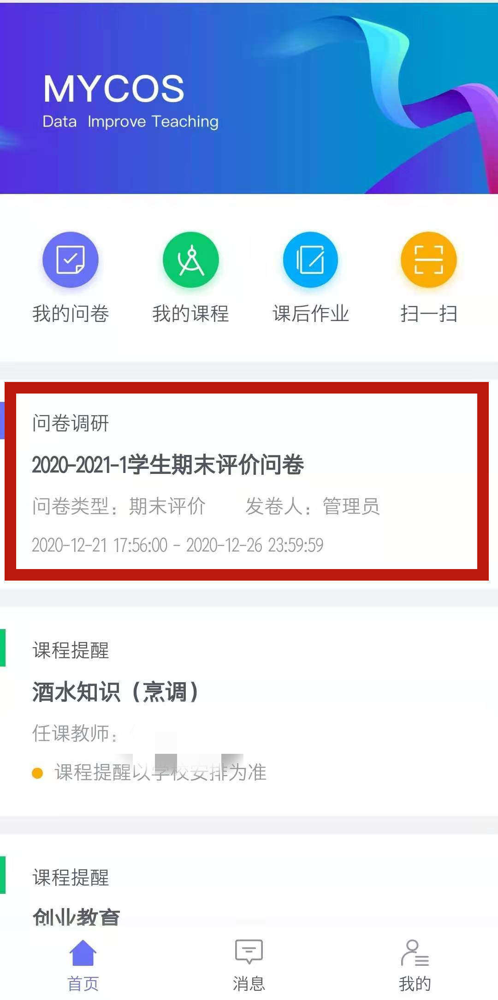 MYCOS
Data Improve Teaching
我的问卷 我的课程 课后作业 扫一扫
问卷调研
2020-2021-1学生期末评价问卷
问卷类型：期末评价 发卷人：管理员
2020-12-21 17:56:00 - 2020-12-26 23:59:59
课程提醒
酒水知识（烹调）
任课教师：
课程提醒以学校安排为准
课程提醒
创业教育
首页 消息 我的